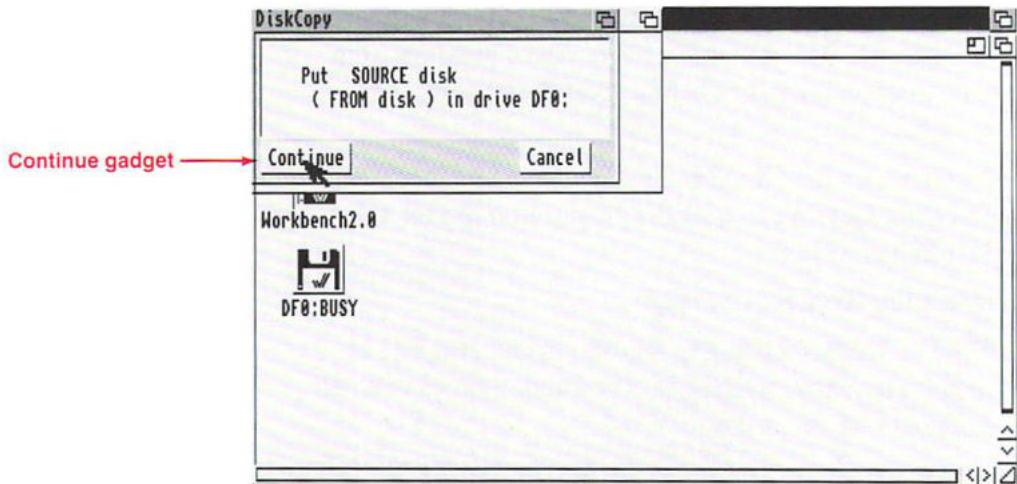 DiskCopy
Put SOURCE disk
( FROM disk ) in drive DF0:
Continue gadget
Continue
Cancel
Workbench2.0
DF0:BUSY